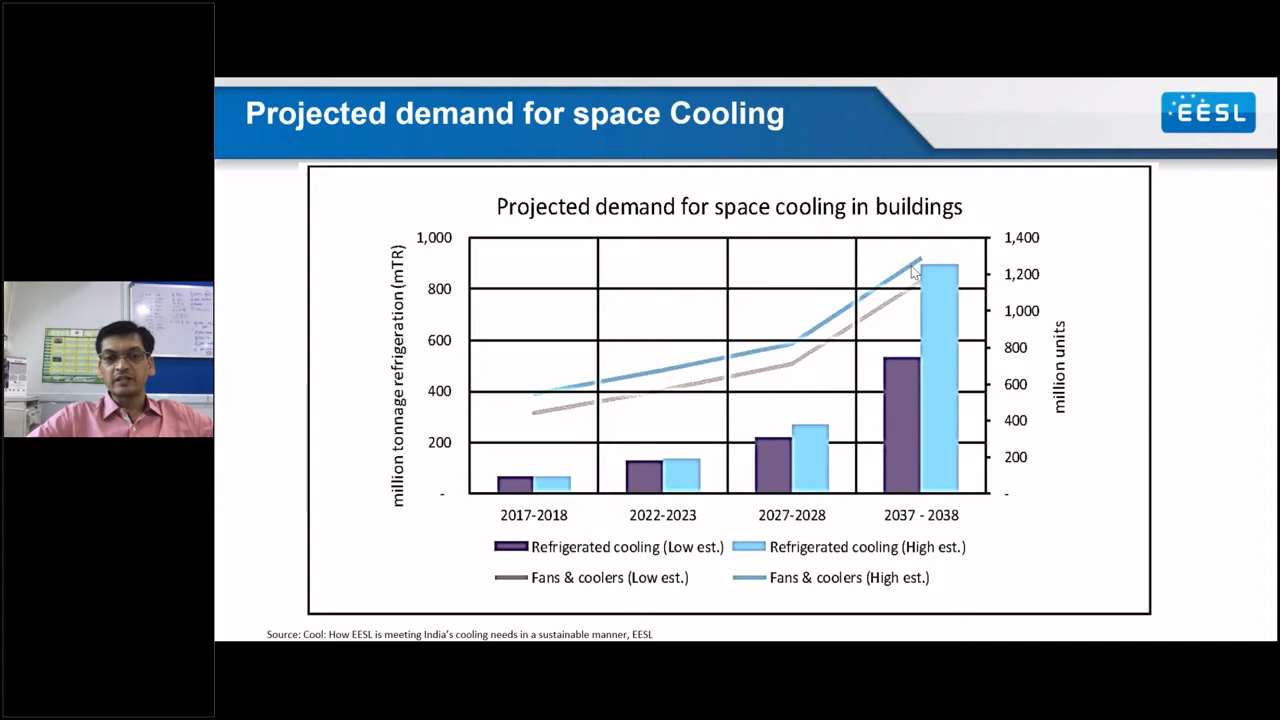 Projected demand for space Cooling
EESL
Projected demand for space cooling in buildings
million tonnage refrigeration (mTR)
1,000
800
600
400
200
-
1,400
1,200
1,000
800
600
400
200
-
million units
2017-2018 2022-2023 2027-2028 2037 - 2038
Refrigerated cooling (Low est.) Refrigerated cooling (High est.)
Fans & coolers (Low est.) Fans & coolers (High est.)
Source: Cool: How EESL is meeting India's cooling needs in a sustainable manner, EESL